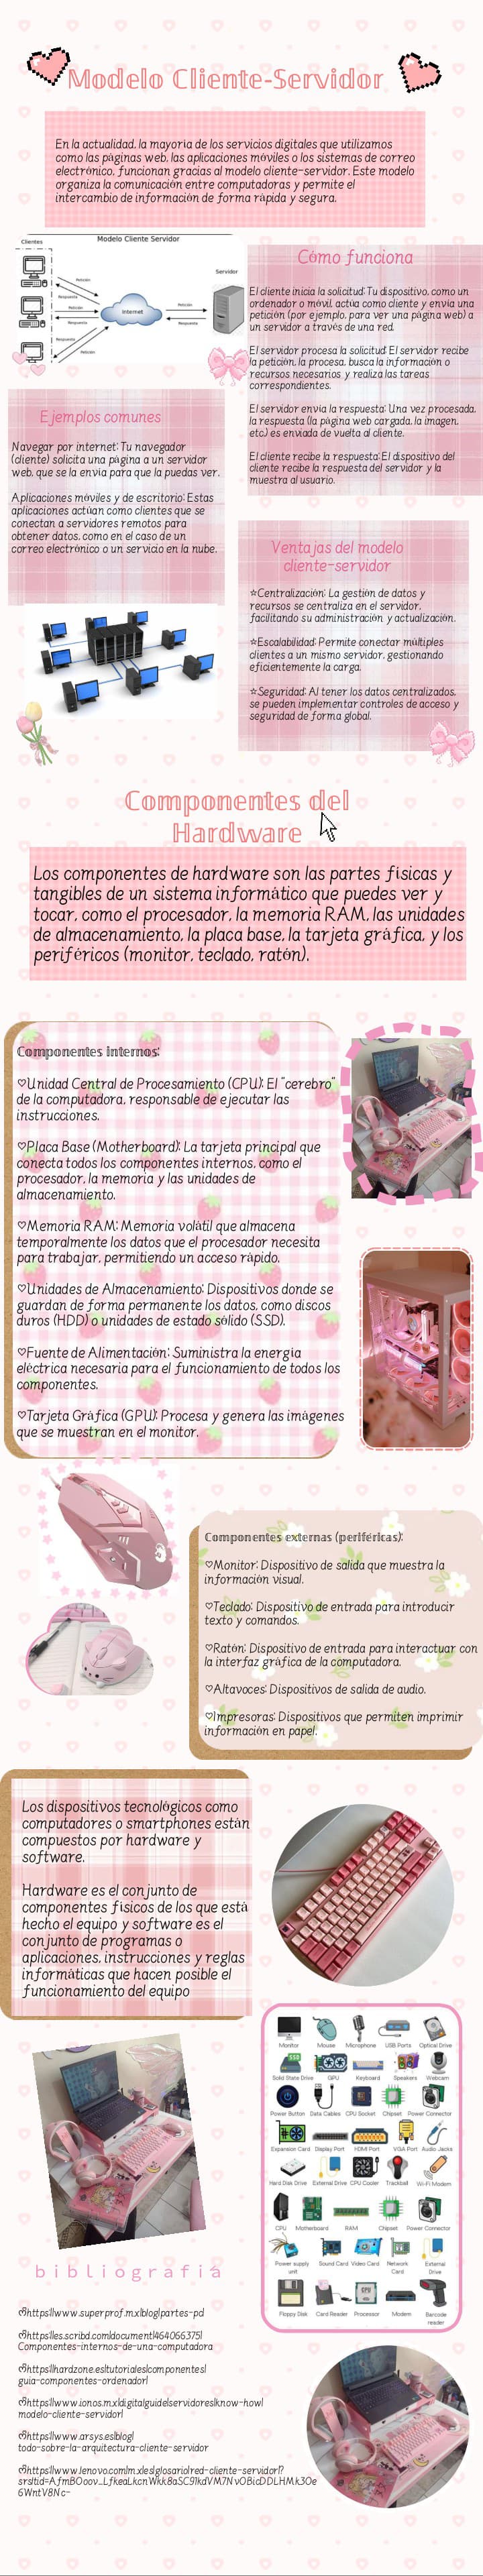 Modelo Cliente-Servidor
En la actualidad, la mayoría de los servicios digitales que utilizamos
como las páginas web, las aplicaciones móviles o los sistemas de correo
electrónico, funcionan gracias al modelo cliente-servidor. Este modelo
organiza la comunicación entre computadoras y permite el
intercambio de información de forma rápida y segura.
Modelo Cliente Servidor
Clientes
Servidor
Petición
Respuesta
Petición
Respuesta
Petición
Respuesta
Internet
Petición
Respuesta
Cómo funciona
El cliente inicia la solicitud: Tu dispositivo, como un
ordenador o móvil, actúa como cliente y envía una
petición (por ejemplo, para ver una página web) a
un servidor a través de una red.
El servidor procesa la solicitud: El servidor recibe
la petición, la procesa, busca la información o
recursos necesarios y realiza las tareas
correspondientes.
El servidor envía la respuesta: Una vez procesada,
la respuesta (la página web cargada, la imagen,
etc.) es enviada de vuelta al cliente.
El cliente recibe la respuesta: El dispositivo del
cliente recibe la respuesta del servidor y la
muestra al usuario.
Ejemplos comunes
Navegar por internet: Tu navegador
(cliente) solicita una página a un servidor
web, que se la envía para que la puedas ver.
Aplicaciones móviles y de escritorio: Estas
aplicaciones actúan como clientes que se
conectan a servidores remotos para
obtener datos, como en el caso de un
correo electrónico o un servicio en la nube.
Ventajas del modelo
cliente-servidor
☆Centralización: La gestión de datos y
recursos se centraliza en el servidor,
facilitando su administración y actualización.
☆Escalabilidad: Permite conectar múltiples
clientes a un mismo servidor, gestionando
eficientemente la carga.
☆Seguridad: Al tener los datos centralizados,
se pueden implementar controles de acceso y
seguridad de forma global.
Componentes del
Hardware
Los componentes de hardware son las partes físicas y
tangibles de un sistema informático que puedes ver y
tocar, como el procesador, la memoria RAM, las unidades
de almacenamiento, la placa base, la tarjeta gráfica, y los
periféricos (monitor, teclado, ratón).
Componentes internos:
♡Unidad Central de Procesamiento (CPU): El "cerebro"
de la computadora, responsable de ejecutar las
instrucciones.
♡Placa Base (Motherboard): La tarjeta principal que
conecta todos los componentes internos, como el
procesador, la memoria y las unidades de
almacenamiento.
♡Memoria RAM: Memoria volátil que almacena
temporalmente los datos que el procesador necesita
para trabajar, permitiendo un acceso rápido.
♡Unidades de Almacenamiento: Dispositivos donde se
guardan de forma permanente los datos, como discos
duros (HDD) o unidades de estado sólido (SSD).
♡Fuente de Alimentación: Suministra la energía
eléctrica necesaria para el funcionamiento de todos los
componentes.
♡Tarjeta Gráfica (GPU): Procesa y genera las imágenes
que se muestran en el monitor.
Componentes externas (periféricas):
♡Monitor: Dispositivo de salida que muestra la
información visual.
♡Teclado: Dispositivo de entrada para introducir
texto y comandos.
♡Ratón: Dispositivo de entrada para interactuar con
la interfaz gráfica de la computadora.
♡Altavoces: Dispositivos de salida de audio.
♡Impresoras: Dispositivos que permiten imprimir
información en papel.
Los dispositivos tecnológicos como
computadores o smartphones están
compuestos por hardware y
software.
Hardware es el conjunto de
componentes físicos de los que está
hecho el equipo y software es el
conjunto de programas o
aplicaciones, instrucciones y reglas
informáticas que hacen posible el
funcionamiento del equipo
Monitor Mouse Microphone USB Ports Optical Drive
Solid State Drive GPU Keyboard Speakers Webcam
Power Button Data Cables CPU Socket Chipset Power Connector
Expansion Card Display Port HDMI Port VGA Port Audio Jacks
Hard Disk Drive External Drive CPU Cooler Trackball Wi-Fi Modem
CPU Motherboard RAM Chipset Power Connector
Power supply unit Sound Card Video Card Network Card External Drive
Floppy Disk Card Reader Processor Modem Barcode reader
bibliografía
https://www.superprof.mx/blog/partes-pd
https://es.scribd.com/document/464066375/
Componentes-internos-de-una-computadora
https://hardzone.es/tutoriales/componentes/
guia-componentes-ordenador/
https://www.ionos.mx/digitalguide/servidores/know-how/
modelo-cliente-servidor/
https://www.arsys.es/blog/
todo-sobre-la-arquitectura-cliente-servidor
https://www.lenovo.com/mx/es/glosario/red-cliente-servidor/?